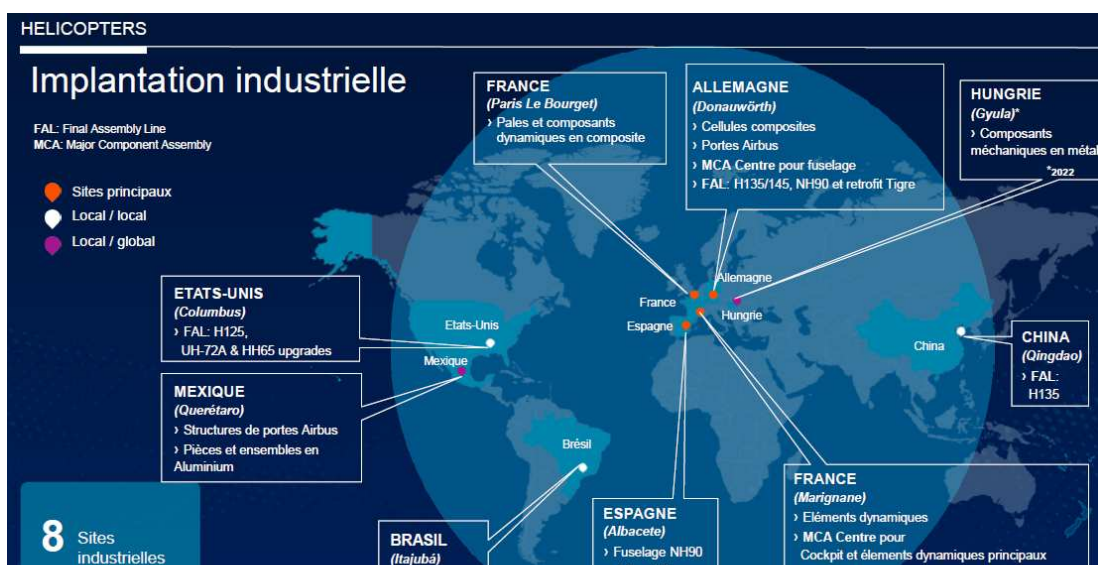 HELICOPTERS
Implantation industrielle
FAL: Final Assembly Line
MCA: Major Component Assembly
Sites principaux
Local / local
Local / global
FRANCE
(Paris Le Bourget)
› Pales et composants
dynamiques en composite
ALLEMAGNE
(Donauwörth)
› Cellules composites
› Portes Airbus
› MCA Centre pour fuselage
› FAL: H135/145, NH90 et retrofit Tigre
HUNGRIE
(Gyula)*
› Composants
méchaniques en métal
*2022
ETATS-UNIS
(Columbus)
› FAL: H125,
UH-72A & HH65 upgrades
MEXIQUE
(Querétaro)
› Structures de portes Airbus
› Pièces et ensembles en
Aluminium
Etats-Unis
Mexique
Brésil
France
Espagne
Allemagne
Hungrie
China
CHINA
(Qingdao)
› FAL:
H135
8 Sites
industrielles
BRASIL
(Itajubá)
ESPAGNE
(Albacete)
› Fuselage NH90
FRANCE
(Marignane)
› Eléments dynamiques
› MCA Centre pour
Cockpit et élements dynamiques principaux